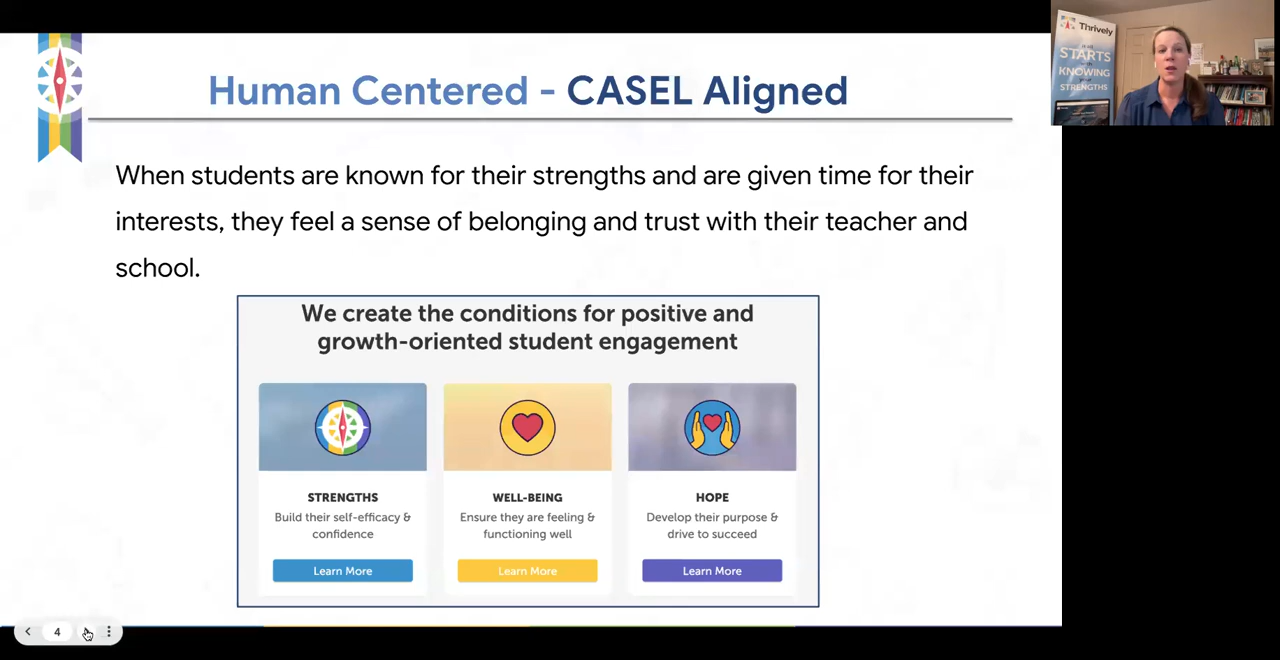 Human Centered - CASEL Aligned
When students are known for their strengths and are given time for their
interests, they feel a sense of belonging and trust with their teacher and
school.
We create the conditions for positive and
growth-oriented student engagement
STRENGTHS
Build their self-efficacy &
confidence
Learn More
WELL-BEING
Ensure they are feeling &
functioning well
Learn More
HOPE
Develop their purpose &
drive to succeed
Learn More
4
Thrively
STARTS
KNOWING
STRENGTHS